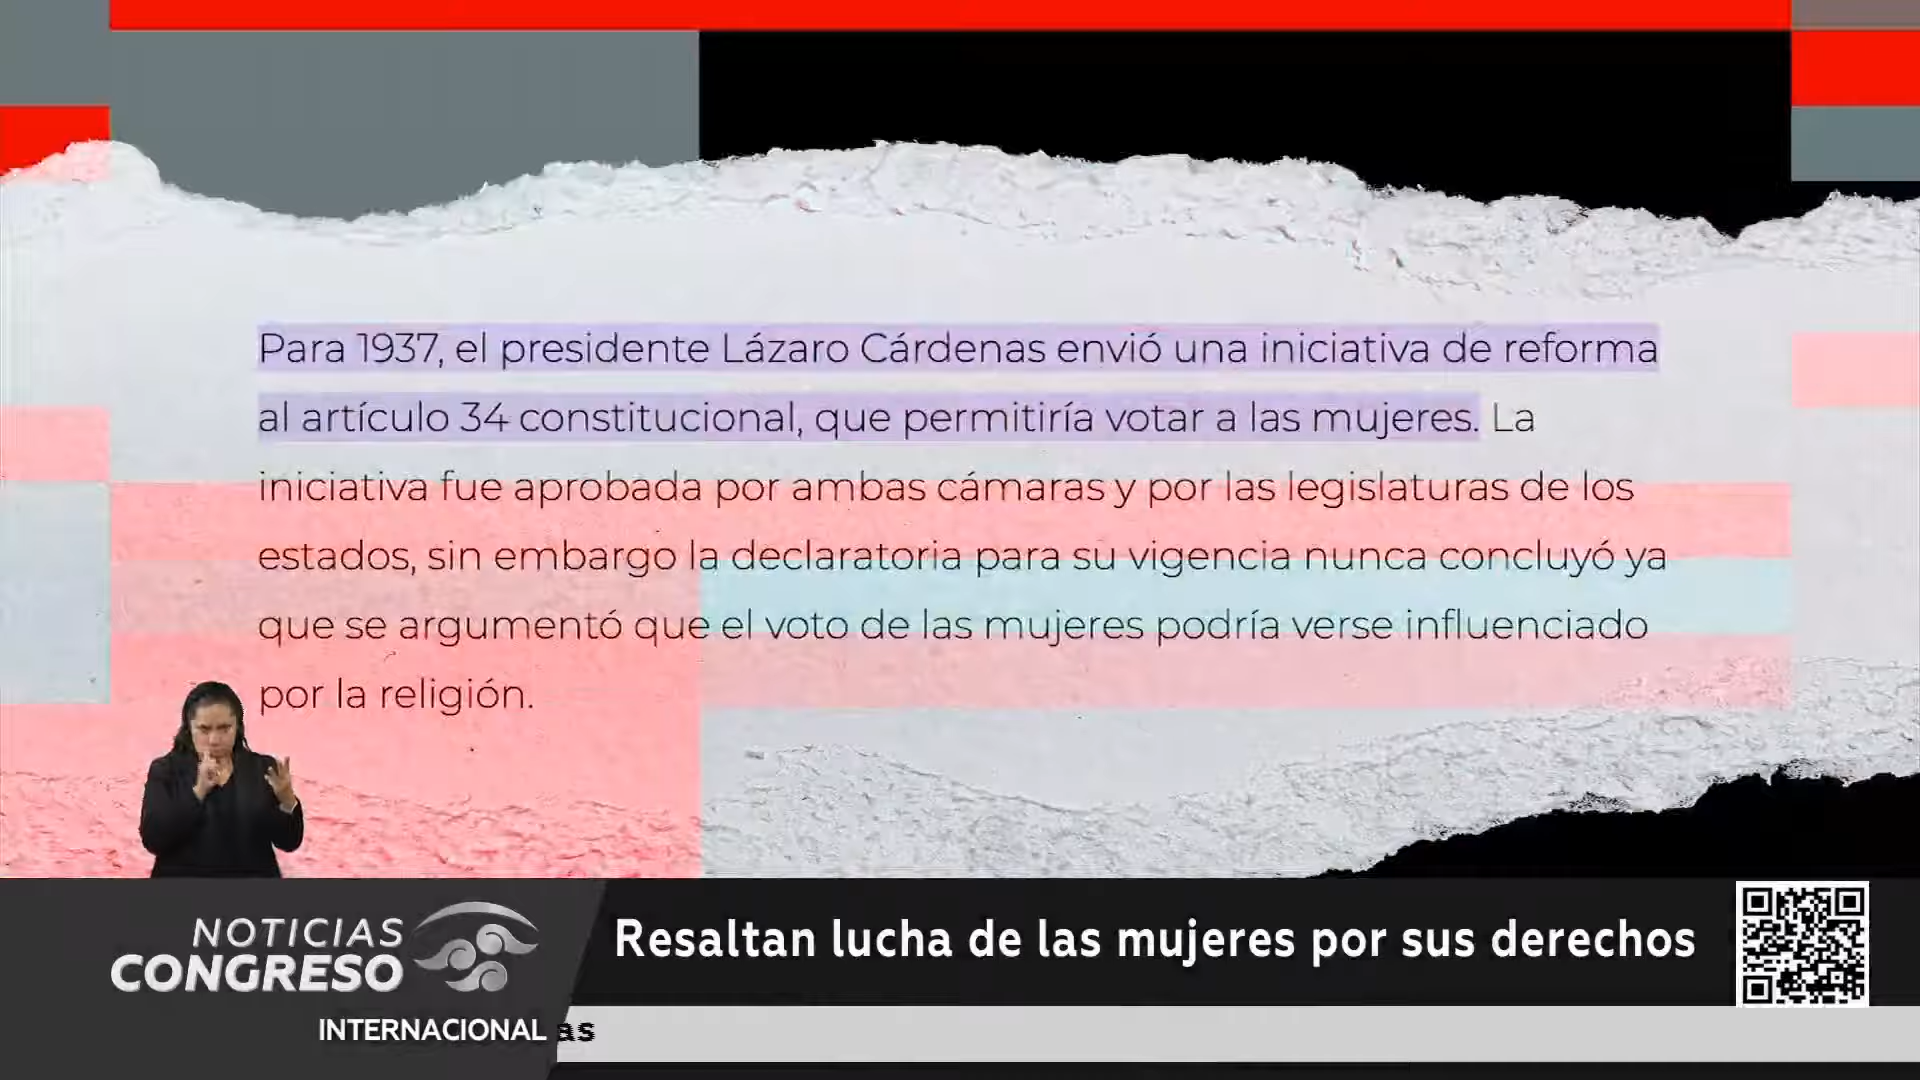 Para 1937, el presidente Lázaro Cárdenas envió una iniciativa de reforma
al artículo 34 constitucional, que permitiría votar a las mujeres. La
iniciativa fue aprobada por ambas cámaras y por las legislaturas de los
estados, sin embargo la declaratoria para su vigencia nunca concluyó ya
que se argumentó que el voto de las mujeres podría verse influenciado
por la religión.
NOTICIAS
CONGRESO
Resaltan lucha de las mujeres por sus derechos
INTERNACIONAL
as